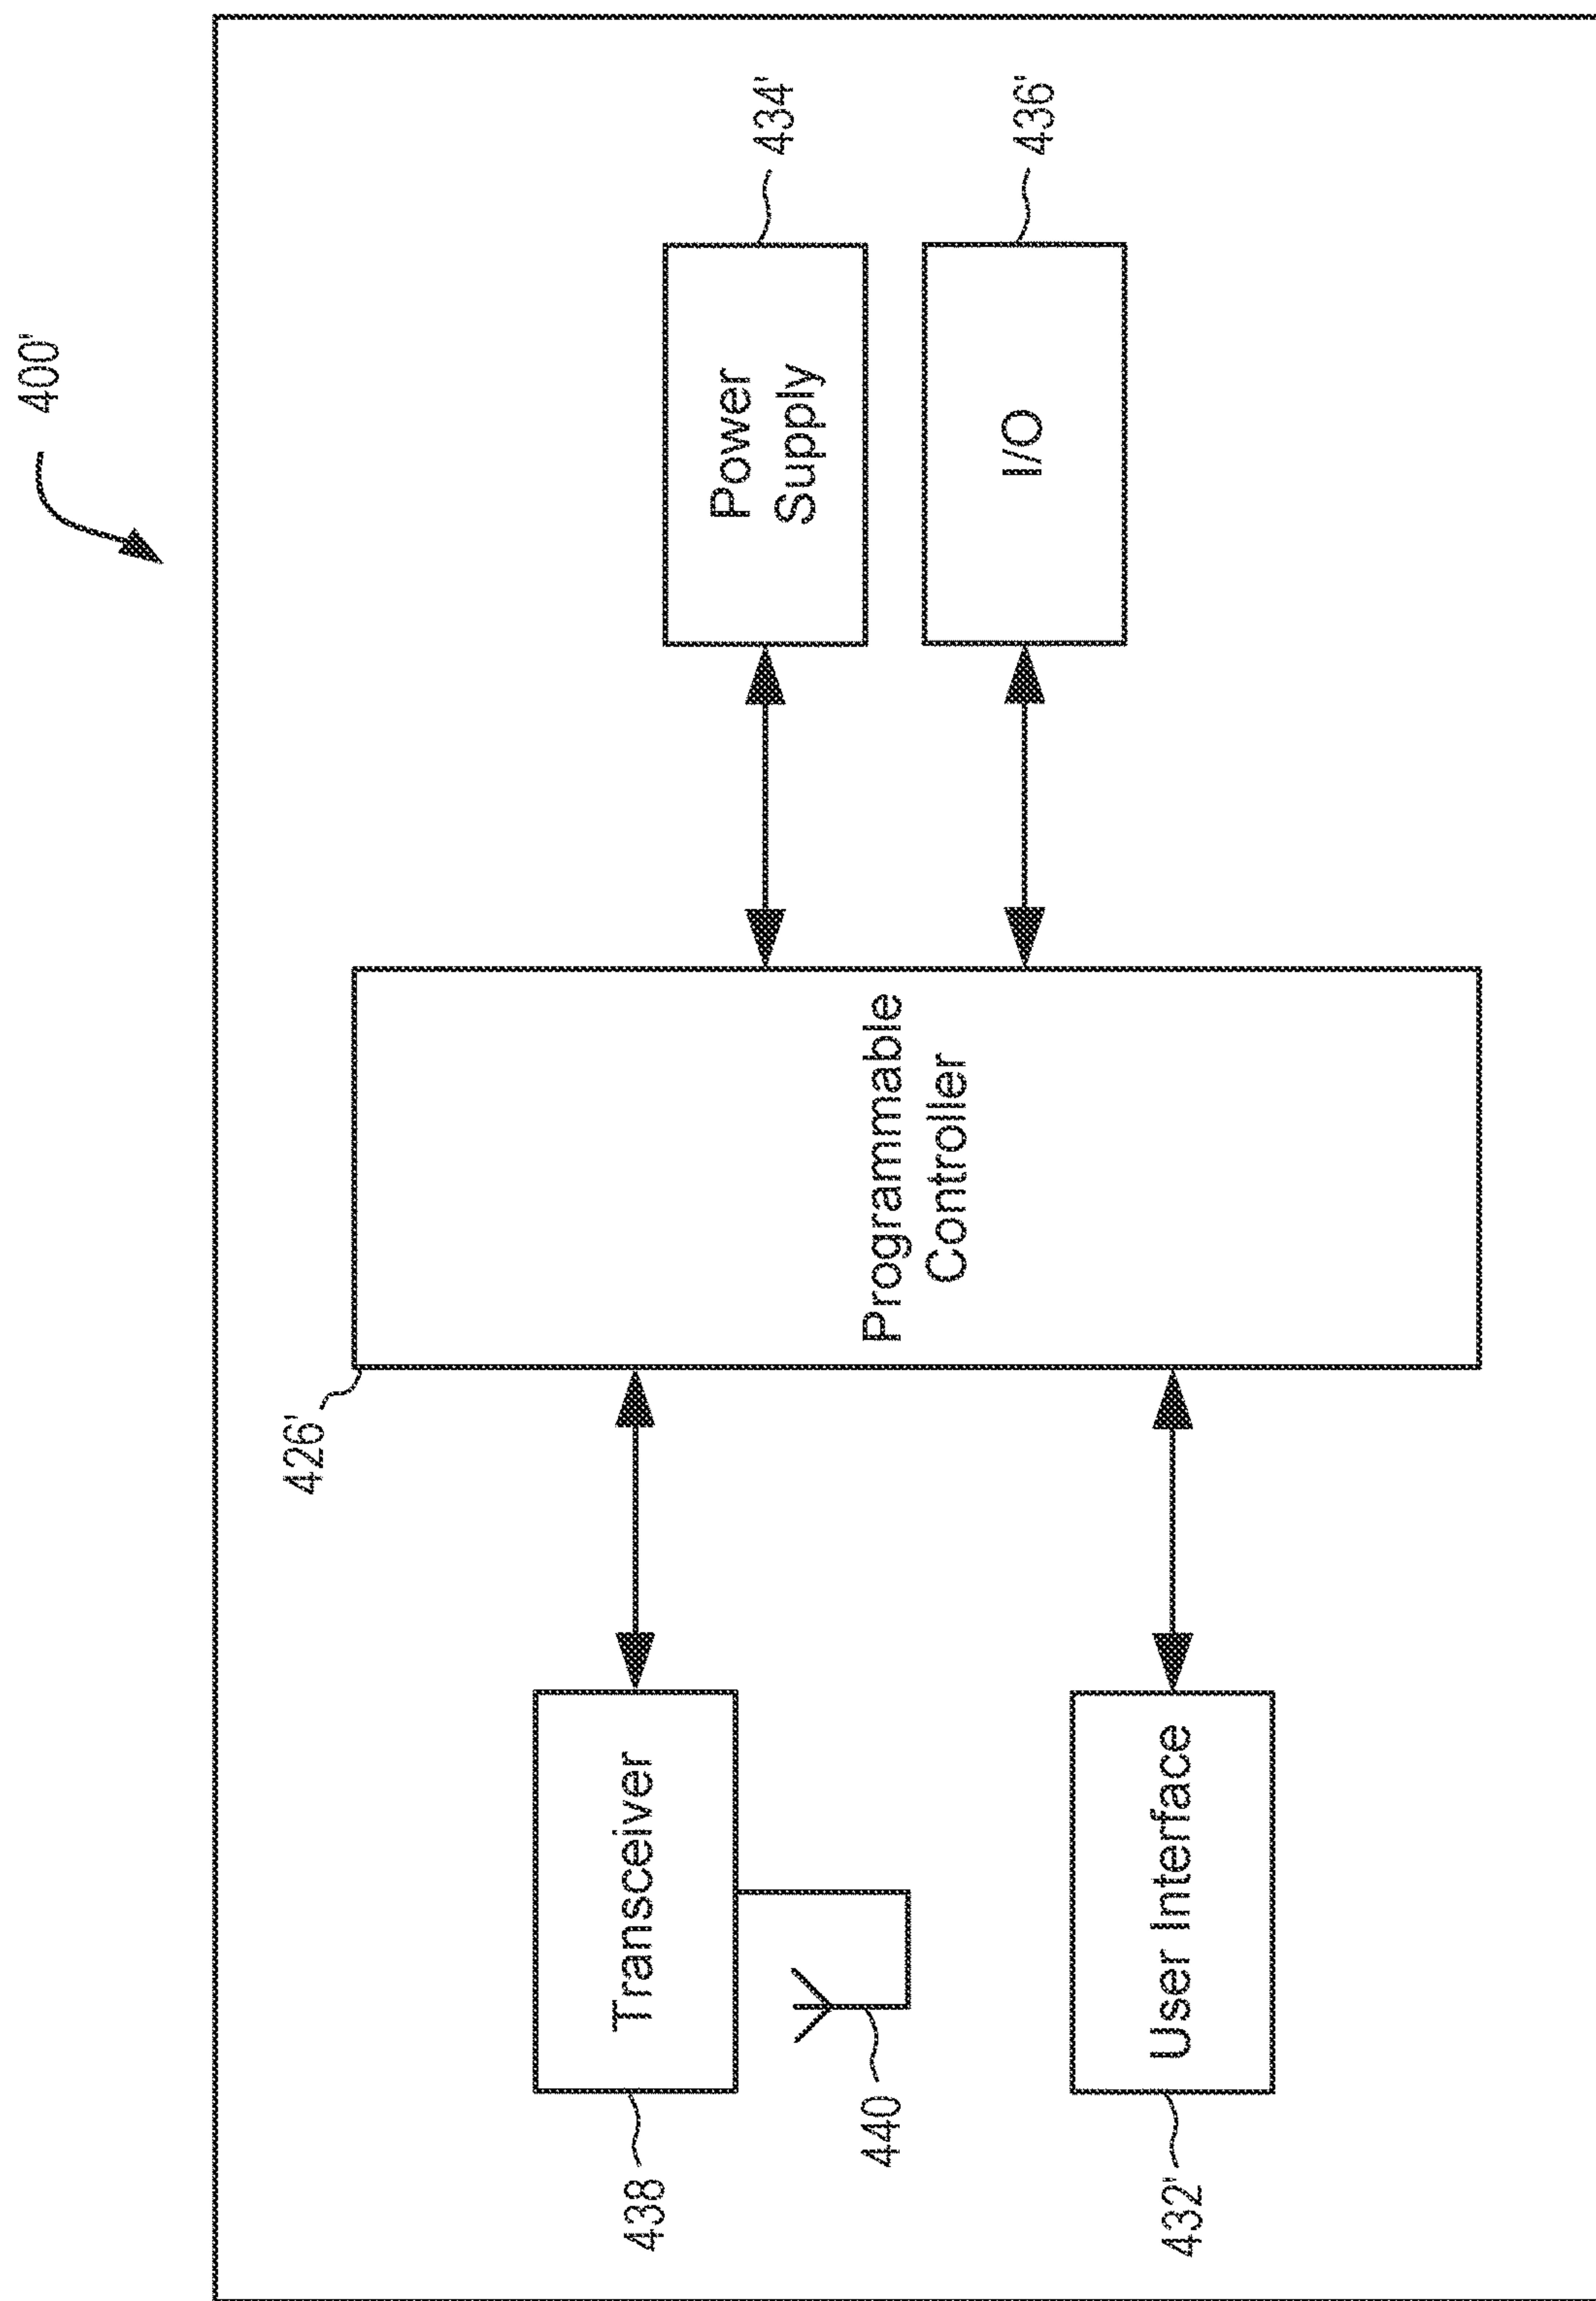 400'
426'
438
Transceiver
440
432'
User Interface
Programmable
Controller
Power
Supply
434'
I/O
436'